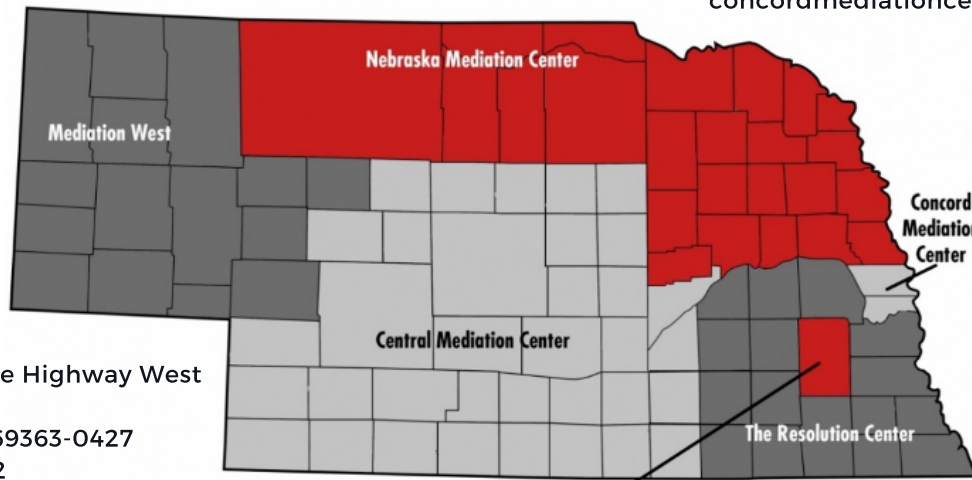 concordmediationce
Nebraska Mediation Center
Mediation West
Concord
Mediation
Center
Central Mediation Center
e Highway West
69363-0427
2
The Resolution Center